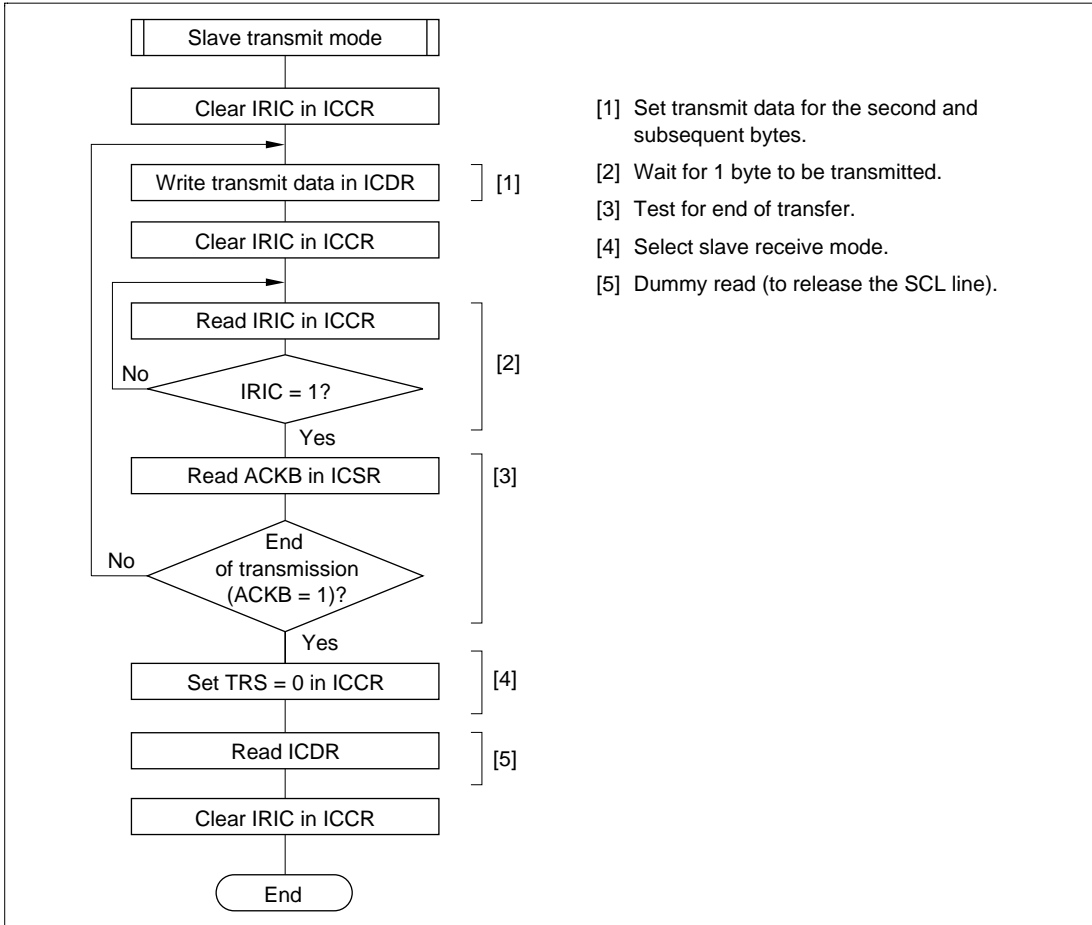 Slave transmit mode
Clear IRIC in ICCR
Write transmit data in ICDR
[1]
Clear IRIC in ICCR
Read IRIC in ICCR
[2]
No
IRIC = 1?
Yes
Read ACKB in ICSR
[3]
No
End
of transmission
(ACKB = 1)?
Yes
Set TRS = 0 in ICCR
[4]
Read ICDR
[5]
Clear IRIC in ICCR
End
[1] Set transmit data for the second and
subsequent bytes.
[2] Wait for 1 byte to be transmitted.
[3] Test for end of transfer.
[4] Select slave receive mode.
[5] Dummy read (to release the SCL line).